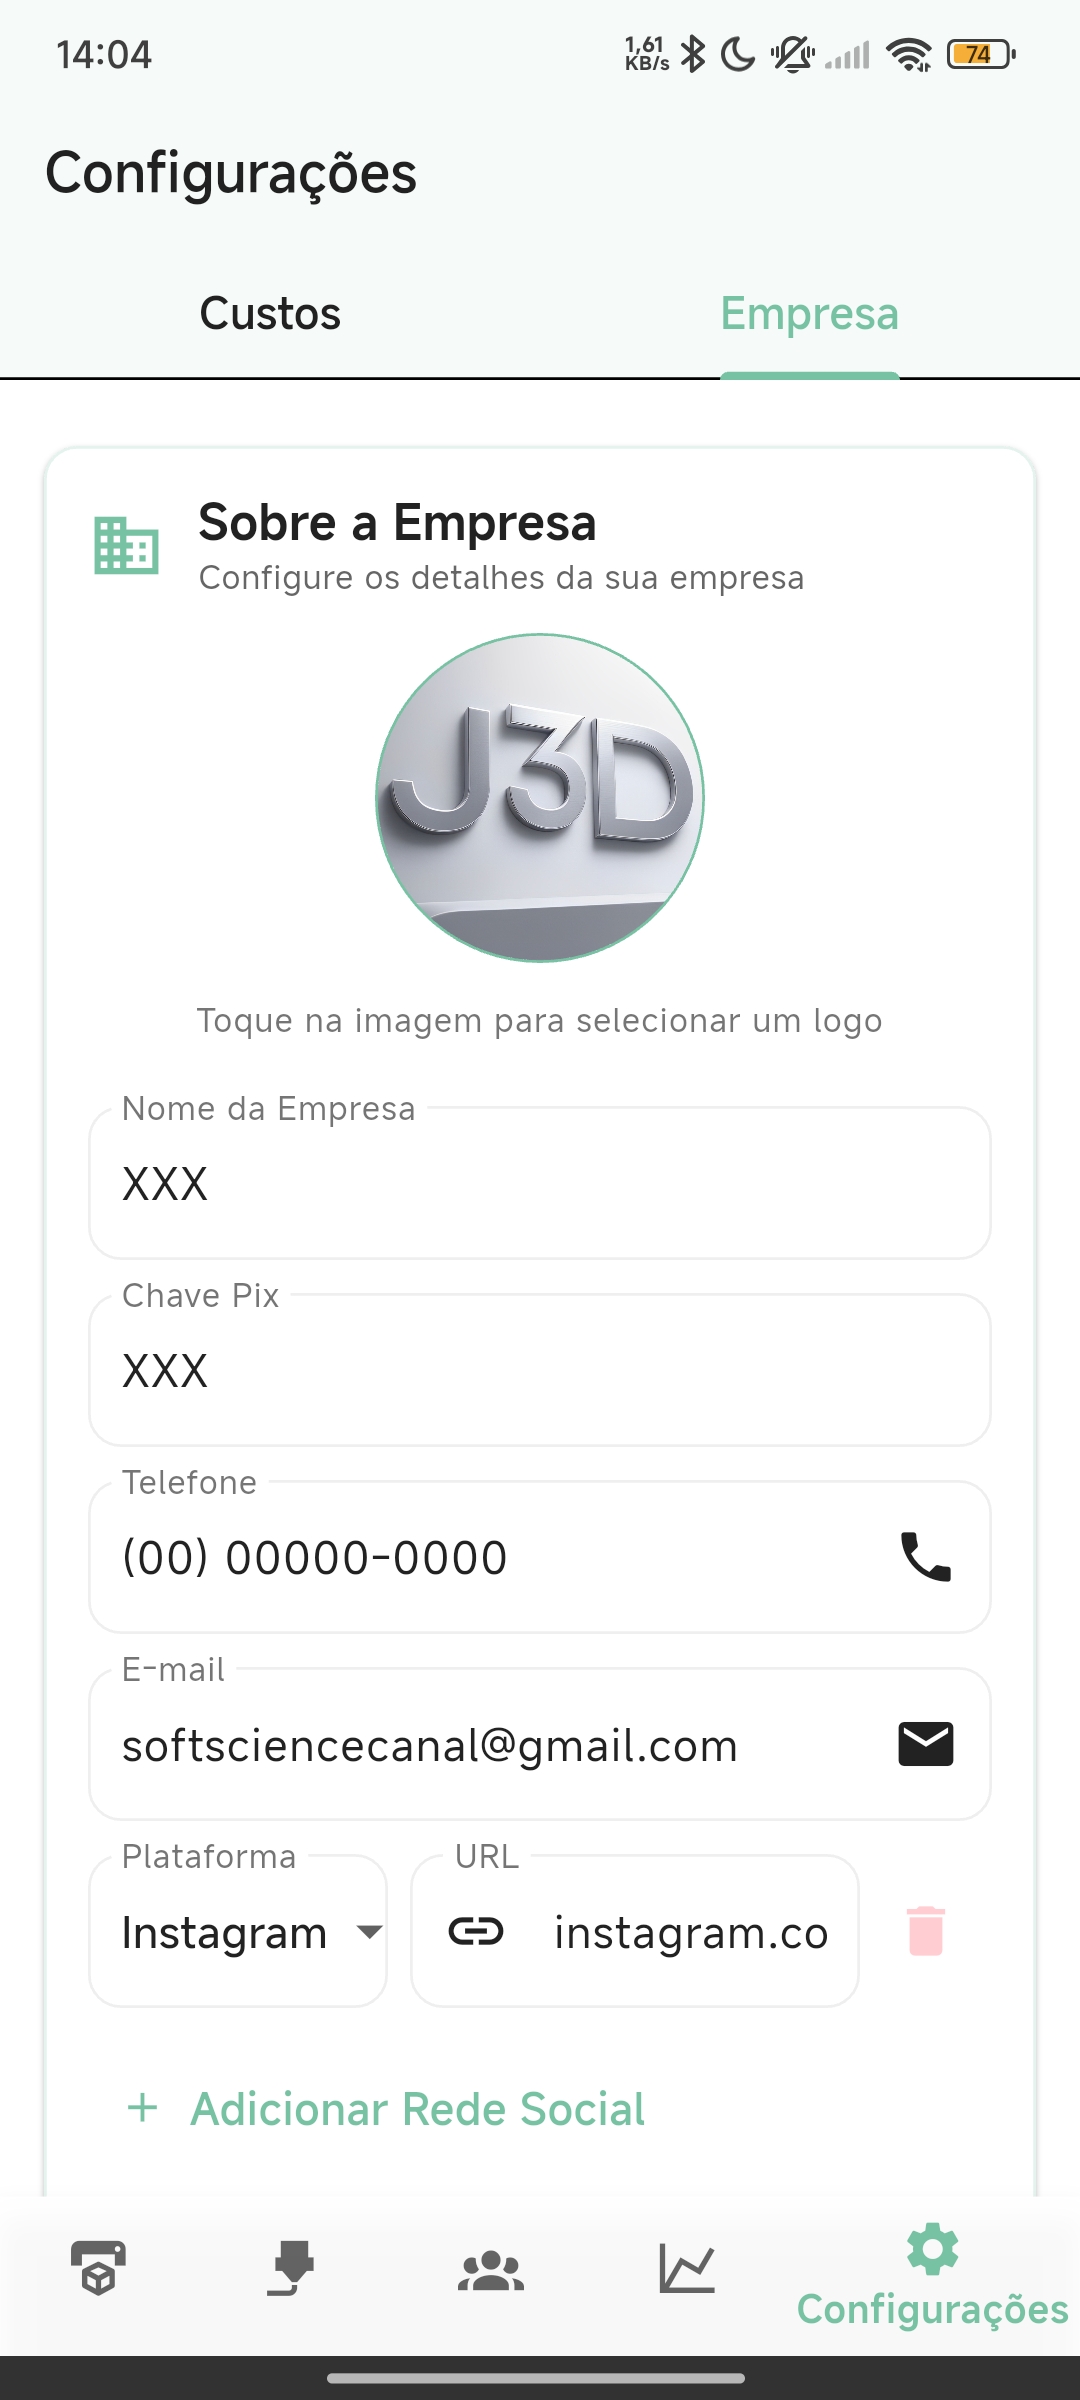 14:04
1,61
KB/s
74
Configurações
Custos
Empresa
Sobre a Empresa
Configure os detalhes da sua empresa
J3D
Toque na imagem para selecionar um logo
Nome da Empresa
XXX
Chave Pix
XXX
Telefone
(00) 00000-0000
E-mail
softsciencecanal@gmail.com
Plataforma
URL
Instagram
instagram.co
+ Adicionar Rede Social
Configurações